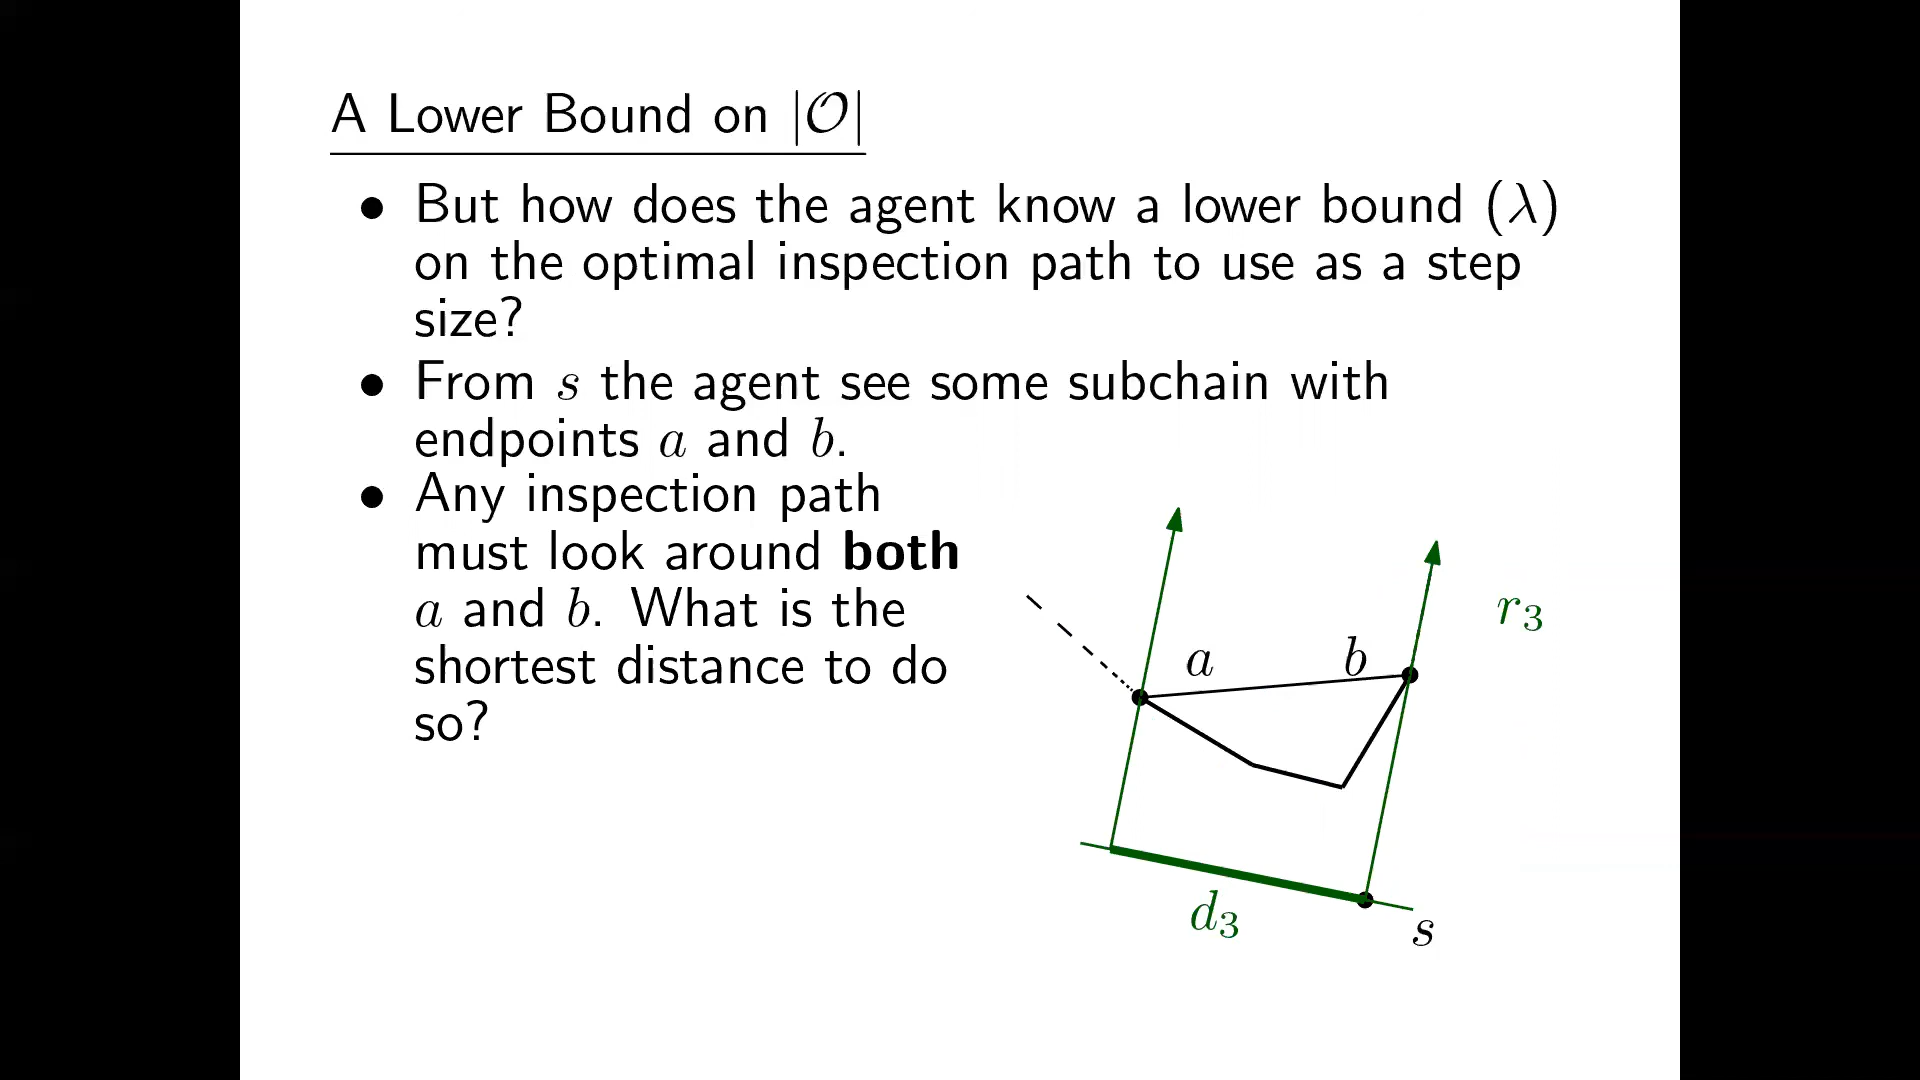 A Lower Bound on |𝒪|
• But how does the agent know a lower bound (λ)
on the optimal inspection path to use as a step
size?
• From s the agent see some subchain with
endpoints a and b.
• Any inspection path
must look around both
a and b. What is the
shortest distance to do
so?
r₃
a
b
d₃
s